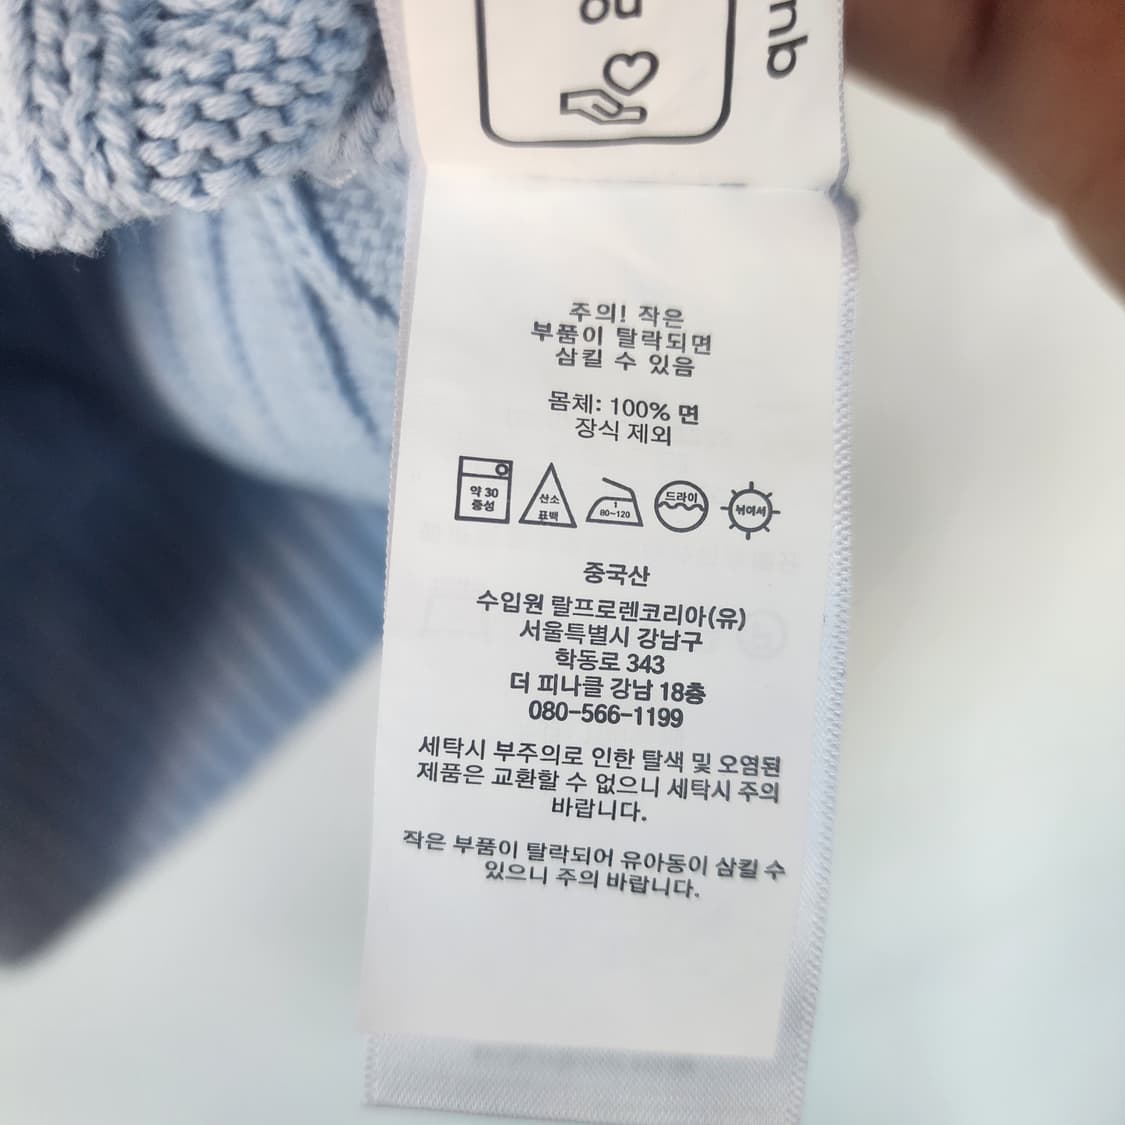 ou
qu
주의! 작은
부품이 탈락되면
삼킬 수 있음
몸체: 100% 면
장식 제외
약 30
중성
산소
표백
1
80~120
드라이
뉘어서
중국산
수입원 랄프로렌코리아(유)
서울특별시 강남구
학동로 343
더 피나클 강남 18층
080-566-1199
세탁시 부주의로 인한 탈색 및 오염된
제품은 교환할 수 없으니 세탁시 주의
바랍니다.
작은 부품이 탈락되어 유아동이 삼킬 수
있으니 주의 바랍니다.